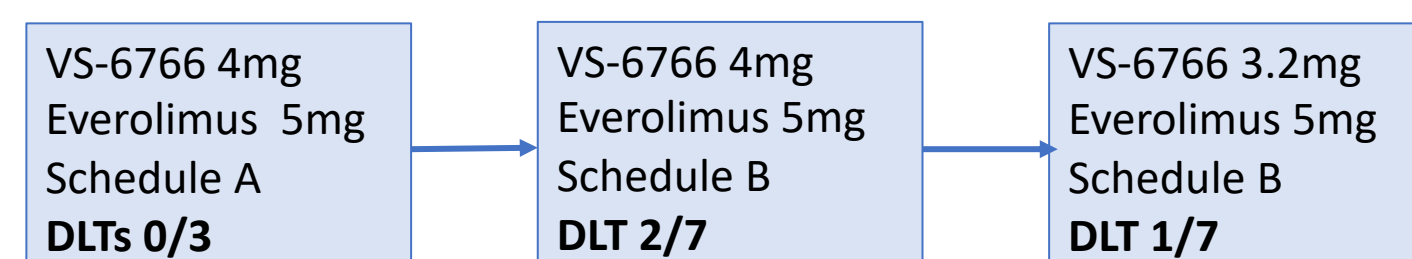 VS-6766 4mg
Everolimus 5mg
Schedule A
DLTs 0/3
VS-6766 4mg
Everolimus 5mg
Schedule B
DLT 2/7
VS-6766 3.2mg
Everolimus 5mg
Schedule B
DLT 1/7